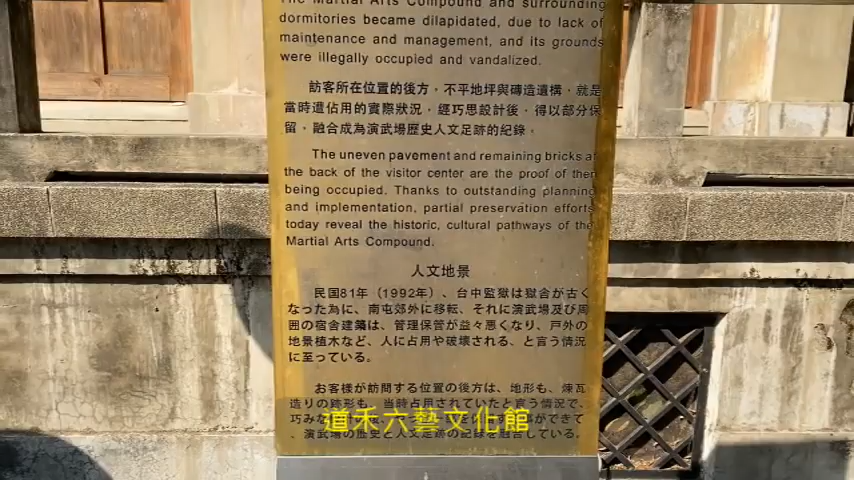 The Martial Arts Compound and surrounding
dormitories became dilapidated, due to lack of
maintenance and management, and its grounds
were illegally occupied and vandalized.
訪客所在位置的後方，不平地坪與磚造遺構，就是
當時遭佔用的實際狀況，經巧思設計後，得以部分保
留，融合成為演武場歷史人文足跡的紀錄。
The uneven pavement and remaining bricks at
the back of the visitor center are the proof of then
being occupied. Thanks to outstanding planning
and implementation, partial preservation efforts
today reveal the historic, cultural pathways of the
Martial Arts Compound.
人文地景
民国81年（1992年）、台中監獄は獄舎が古く
なった為に、南屯郊外に移転、それに演武場及び周
囲の宿舎建築は、管理保管が益々悪くなり、戸外の
地景植木など、人に占用や破壊される、と言う情況
に至っている。
お客様が訪問する位置の後方は、地形も、煉瓦
造りの跡形も、当時占用されていたと言う情況で、
演武場の歴史と人文足跡の記録を融合している。
道禾六藝文化館